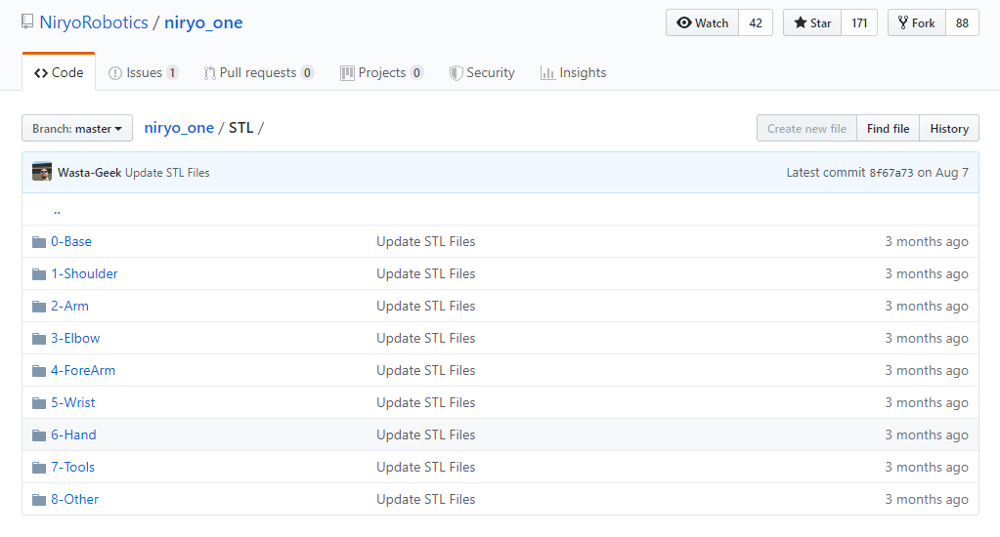 NiryoRobotics / niryo_one Watch 42 Star 171 Fork 88
Code Issues 1 Pull requests 0 Projects 0 Security Insights
Branch: master niryo_one / STL / Create new file Find file History
Wasta-Geek Update STL Files Latest commit 8f67a73 on Aug 7
..
0-Base Update STL Files 3 months ago
1-Shoulder Update STL Files 3 months ago
2-Arm Update STL Files 3 months ago
3-Elbow Update STL Files 3 months ago
4-ForeArm Update STL Files 3 months ago
5-Wrist Update STL Files 3 months ago
6-Hand Update STL Files 3 months ago
7-Tools Update STL Files 3 months ago
8-Other Update STL Files 3 months ago